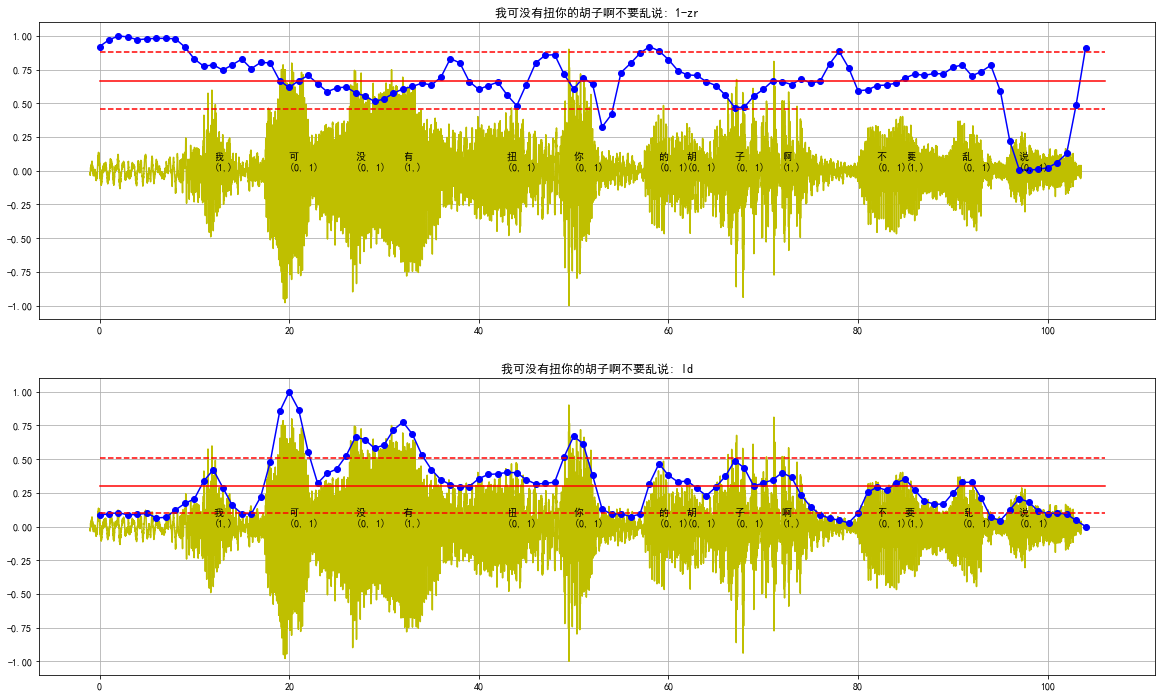 我可没有扭你的胡子啊不要乱说: 1-zr
1.00
0.75
0.50
0.25
0.00
-0.25
-0.50
-0.75
-1.00
我 可 没 有 扭 你 的 胡 子 啊 不 要 乱 说
(1,) (0, 1) (0, 1) (1,) (0, 1) (0, 1) (0, 1) (0, 1) (0, 1) (1,) (0, 1) (1,) (0, 1) (0, 1)
0 20 40 60 80 100
我可没有扭你的胡子啊不要乱说: ld
1.00
0.75
0.50
0.25
0.00
-0.25
-0.50
-0.75
-1.00
我 可 没 有 扭 你 的 胡 子 啊 不 要 乱 说
(1,) (0, 1) (0, 1) (1,) (0, 1) (0, 1) (0, 1) (0, 1) (0, 1) (1,) (0, 1) (1,) (0, 1) (0, 1)
0 20 40 60 80 100